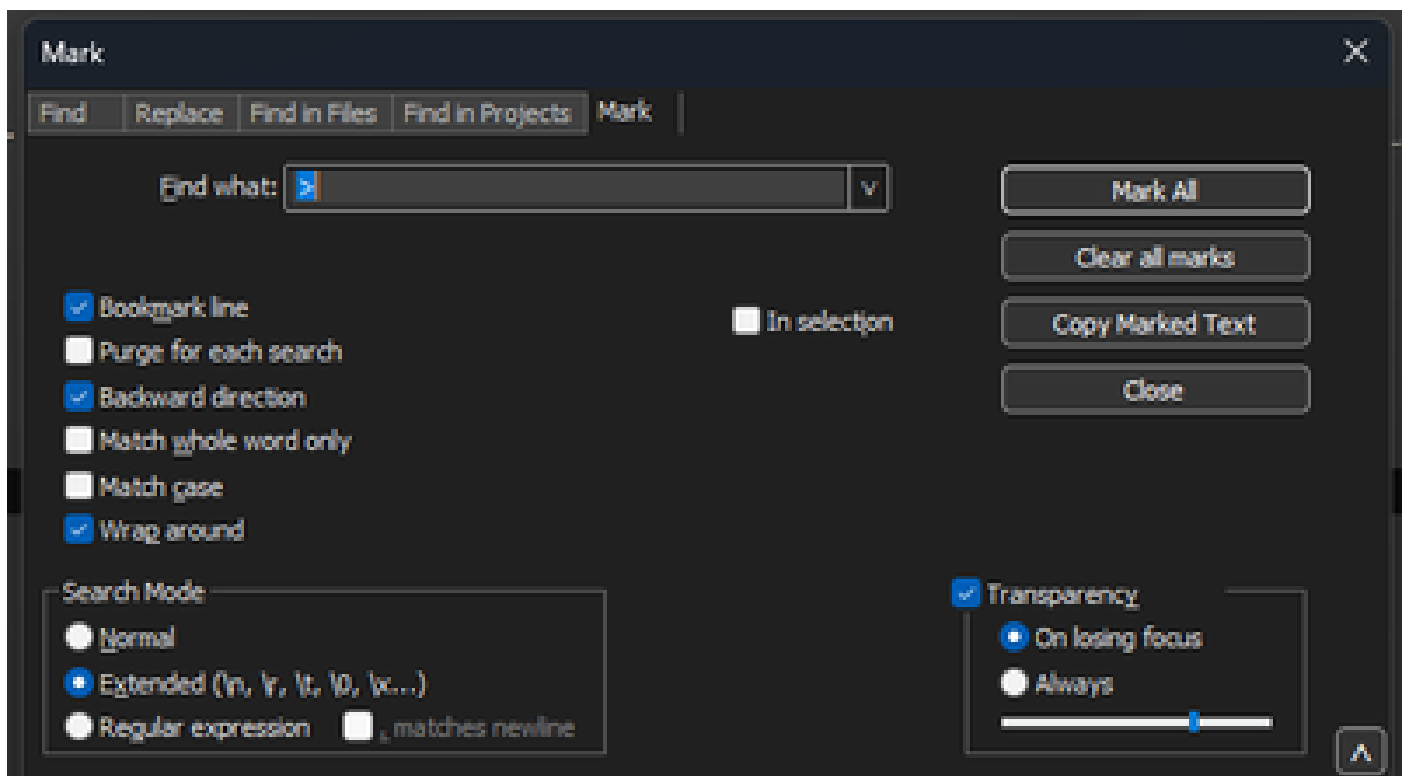 Mark
Find Replace Find in Files Find in Projects Mark
Find what: >
Mark All
Clear all marks
Bookmark line
In selection
Copy Marked Text
Purge for each search
Backward direction
Close
Match whole word only
Match case
Wrap around
Search Mode
Transparency
Normal
On losing focus
Extended (\n, \r, \t, \0, \x...)
Always
Regular expression . matches newline